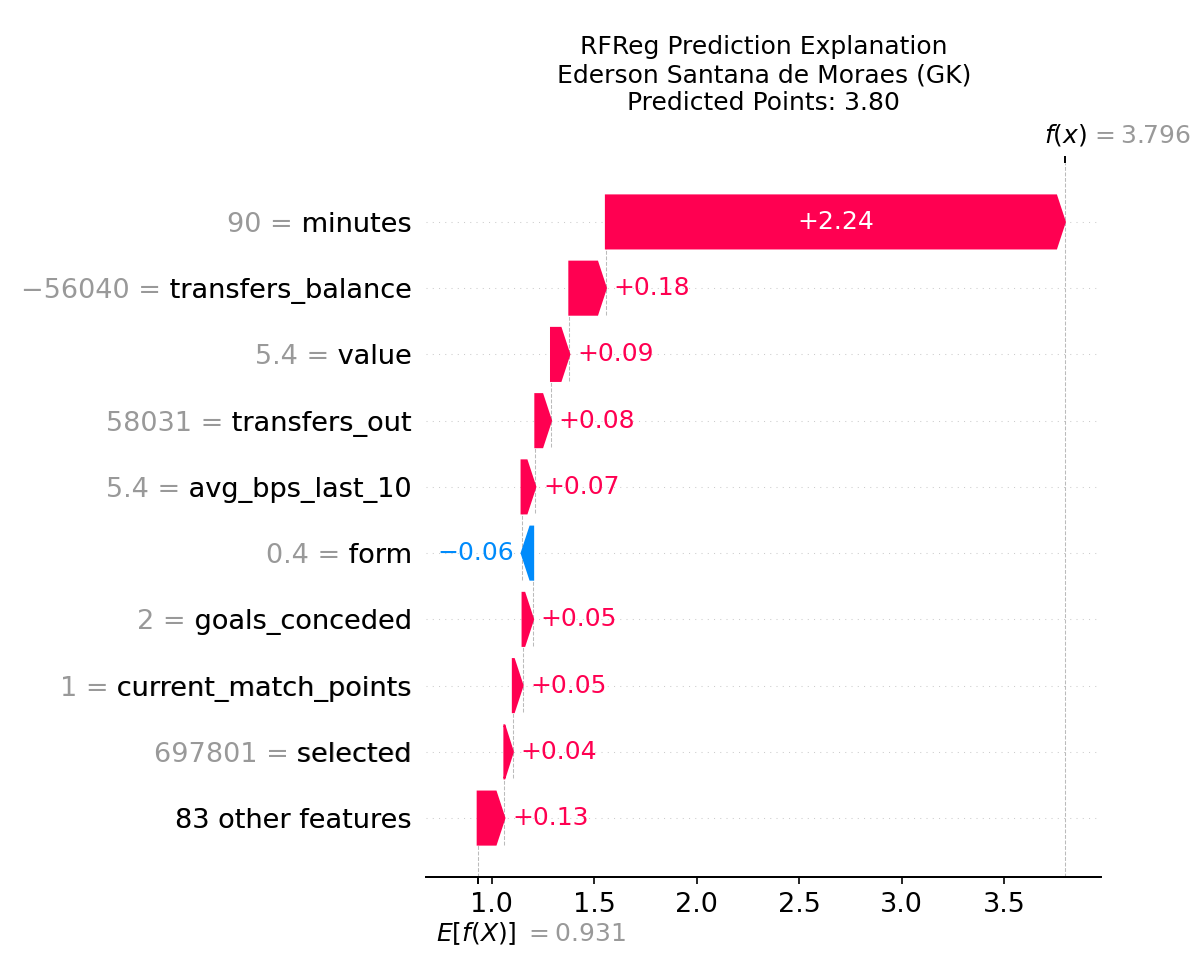 RFReg Prediction Explanation
Ederson Santana de Moraes (GK)
Predicted Points: 3.80
f(x) = 3.796
90 = minutes
+2.24
−56040 = transfers_balance
+0.18
5.4 = value
+0.09
58031 = transfers_out
+0.08
5.4 = avg_bps_last_10
+0.07
0.4 = form
−0.06
2 = goals_conceded
+0.05
1 = current_match_points
+0.05
697801 = selected
+0.04
83 other features
+0.13
1.0 1.5 2.0 2.5 3.0 3.5
E[f(X)] = 0.931